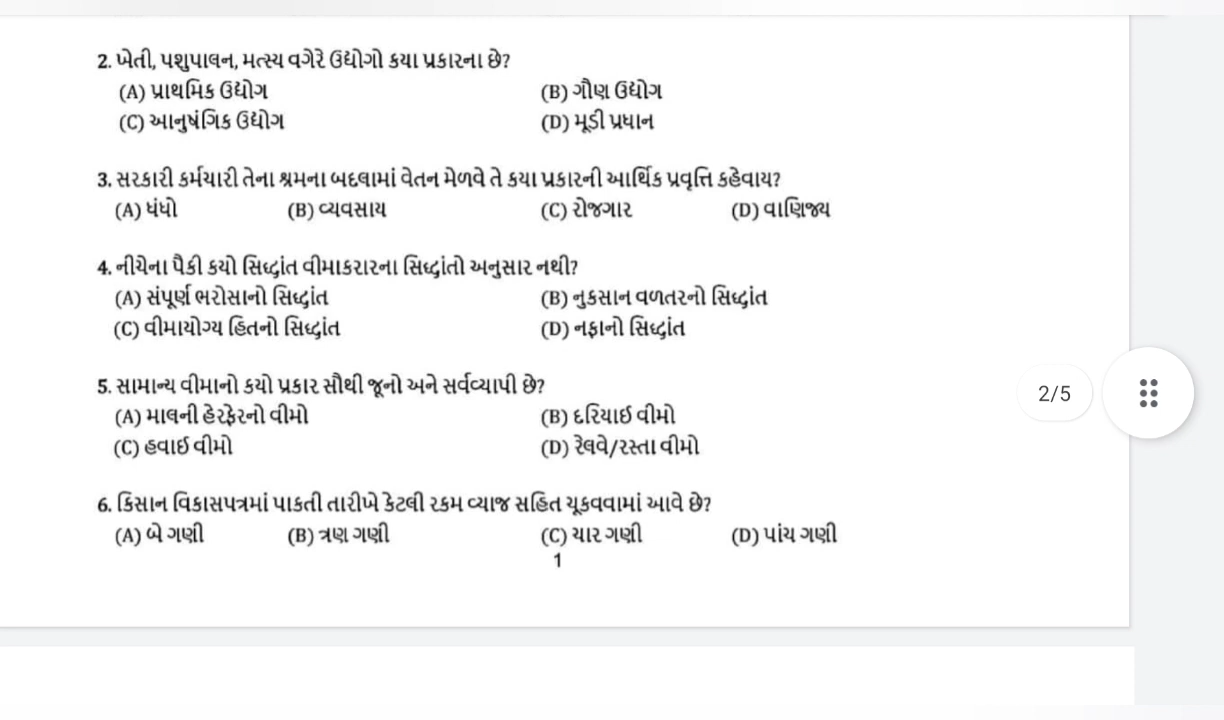 2. ખેતી, પશુપાલન, મત્સ્ય વગેરે ઉદ્યોગો કયા પ્રકારના છે?
(A) પ્રાથમિક ઉદ્યોગ (B) ગૌણ ઉદ્યોગ
(C) આનુષંગિક ઉદ્યોગ (D) મૂડી પ્રધાન
3. સરકારી કર્મચારી તેના શ્રમના બદલામાં વેતન મેળવે તે કયા પ્રકારની આર્થિક પ્રવૃત્તિ કહેવાય?
(A) ધંધો (B) વ્યવસાય (C) રોજગાર (D) વાણિજ્ય
4. નીચેના પૈકી કયો સિધ્ધાંત વીમાકરારના સિધ્ધાંતો અનુસાર નથી?
(A) સંપૂર્ણ ભરોસાનો સિધ્ધાંત (B) નુકસાન વળતરનો સિધ્ધાંત
(C) વીમાયોગ્ય હિતનો સિધ્ધાંત (D) નફાનો સિધ્ધાંત
5. સામાન્ય વીમાનો કયો પ્રકાર સૌથી જૂનો અને સર્વવ્યાપી છે?
(A) માલની હેરફેરનો વીમો (B) દરિયાઈ વીમો
(C) હવાઈ વીમો (D) રેલવે/રસ્તા વીમો
2/5
6. કિસાન વિકાસપત્રમાં પાકતી તારીખે કેટલી રકમ વ્યાજ સહિત ચૂકવવામાં આવે છે?
(A) બે ગણી (B) ત્રણ ગણી (C) ચાર ગણી (D) પાંચ ગણી
1